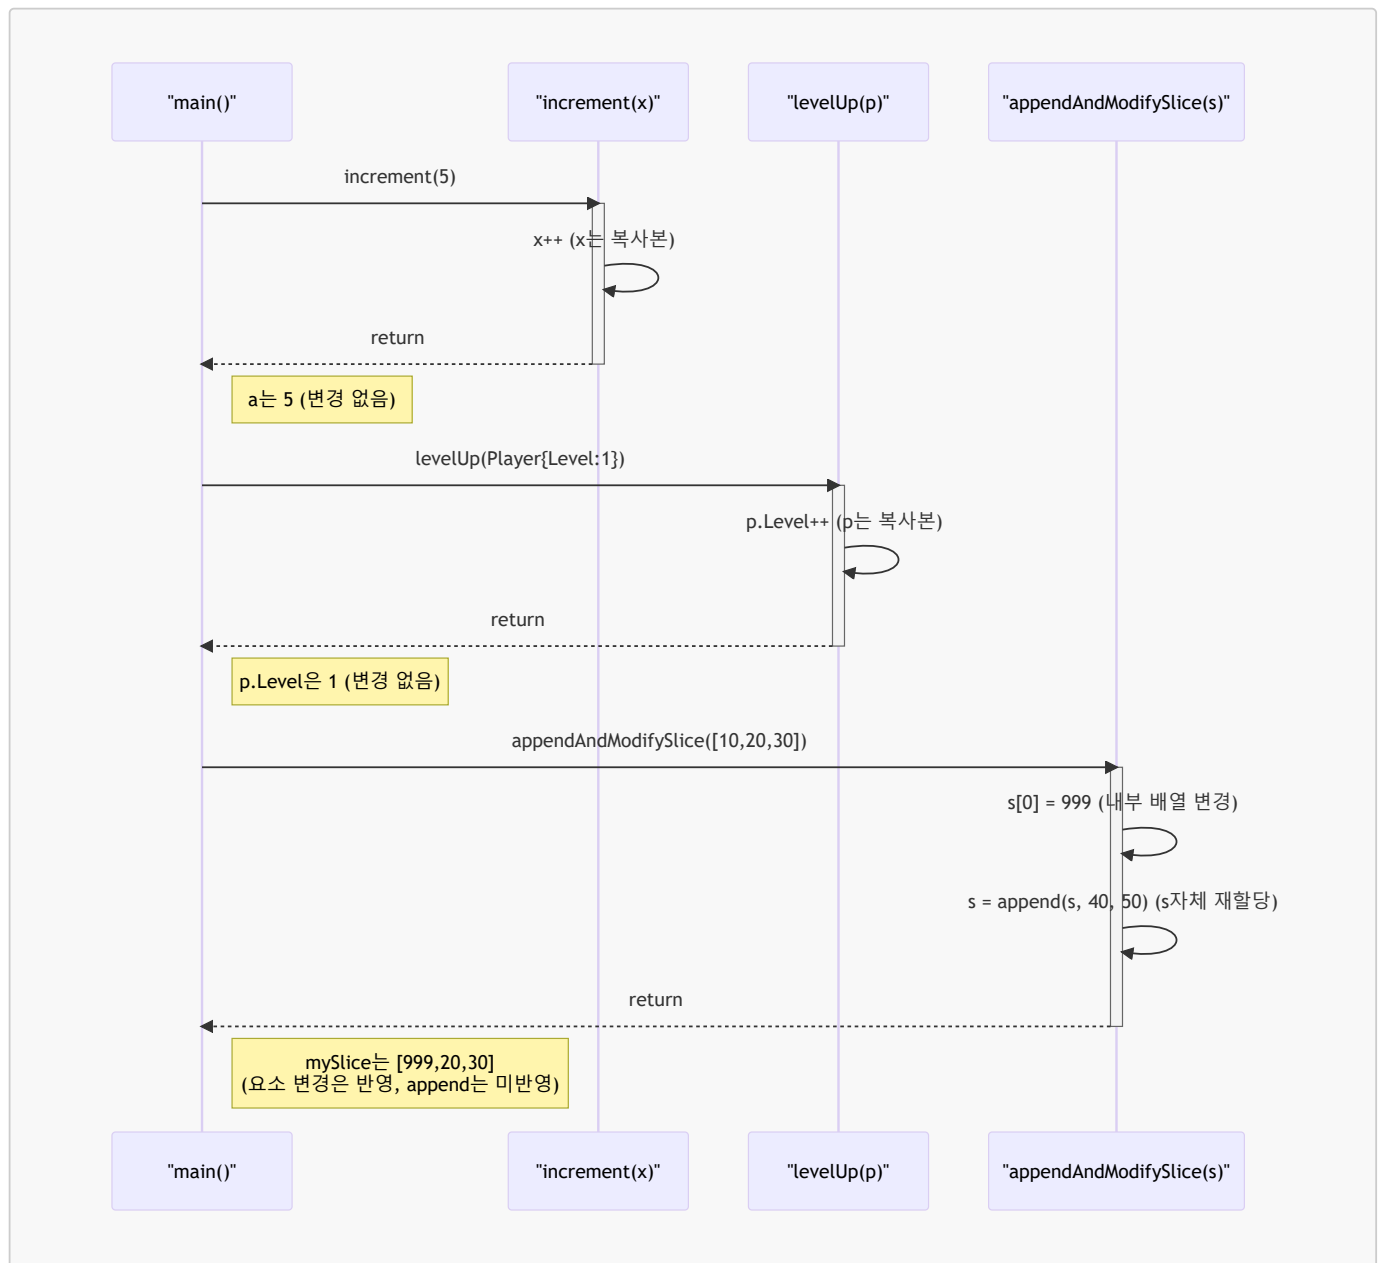 "main()"
"increment(x)"
"levelUp(p)"
"appendAndModifySlice(s)"
increment(5)
x++ (x는 복사본)
return
a는 5 (변경 없음)
levelUp(Player{Level:1})
p.Level++ (p는 복사본)
return
p.Level은 1 (변경 없음)
appendAndModifySlice([10,20,30])
s[0] = 999 (내부 배열 변경)
s = append(s, 40, 50) (s자체 재할당)
return
mySlice는 [999,20,30]
(요소 변경은 반영, append는 미반영)
"main()"
"increment(x)"
"levelUp(p)"
"appendAndModifySlice(s)"